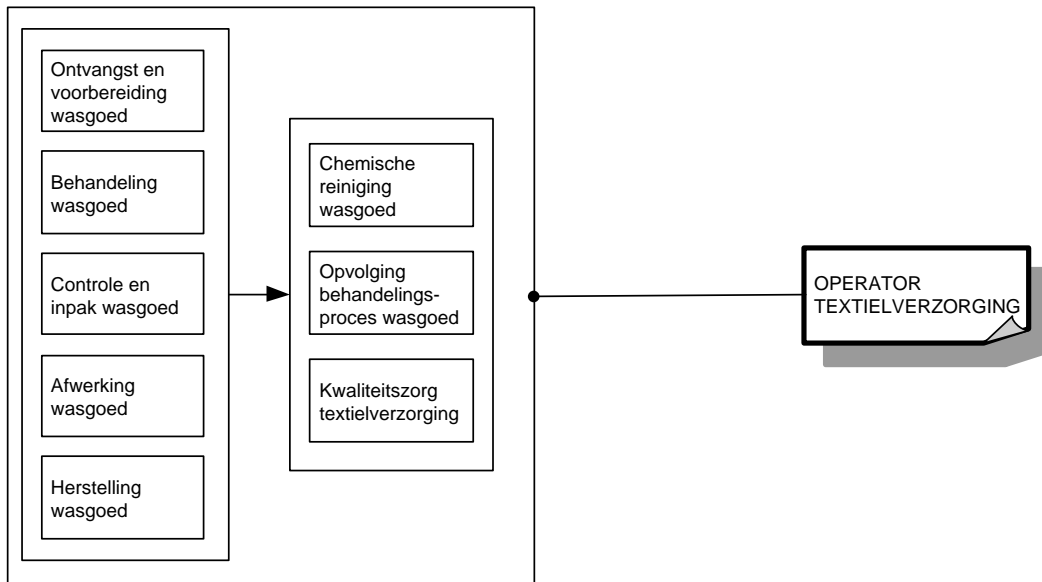 Ontvangst en
voorbereiding
wasgoed
Behandeling
wasgoed
Controle en
inpak wasgoed
Afwerking
wasgoed
Herstelling
wasgoed
Chemische
reiniging
wasgoed
Opvolging
behandelings-
proces wasgoed
Kwaliteitszorg
textielverzorging
OPERATOR
TEXTIELVERZORGING